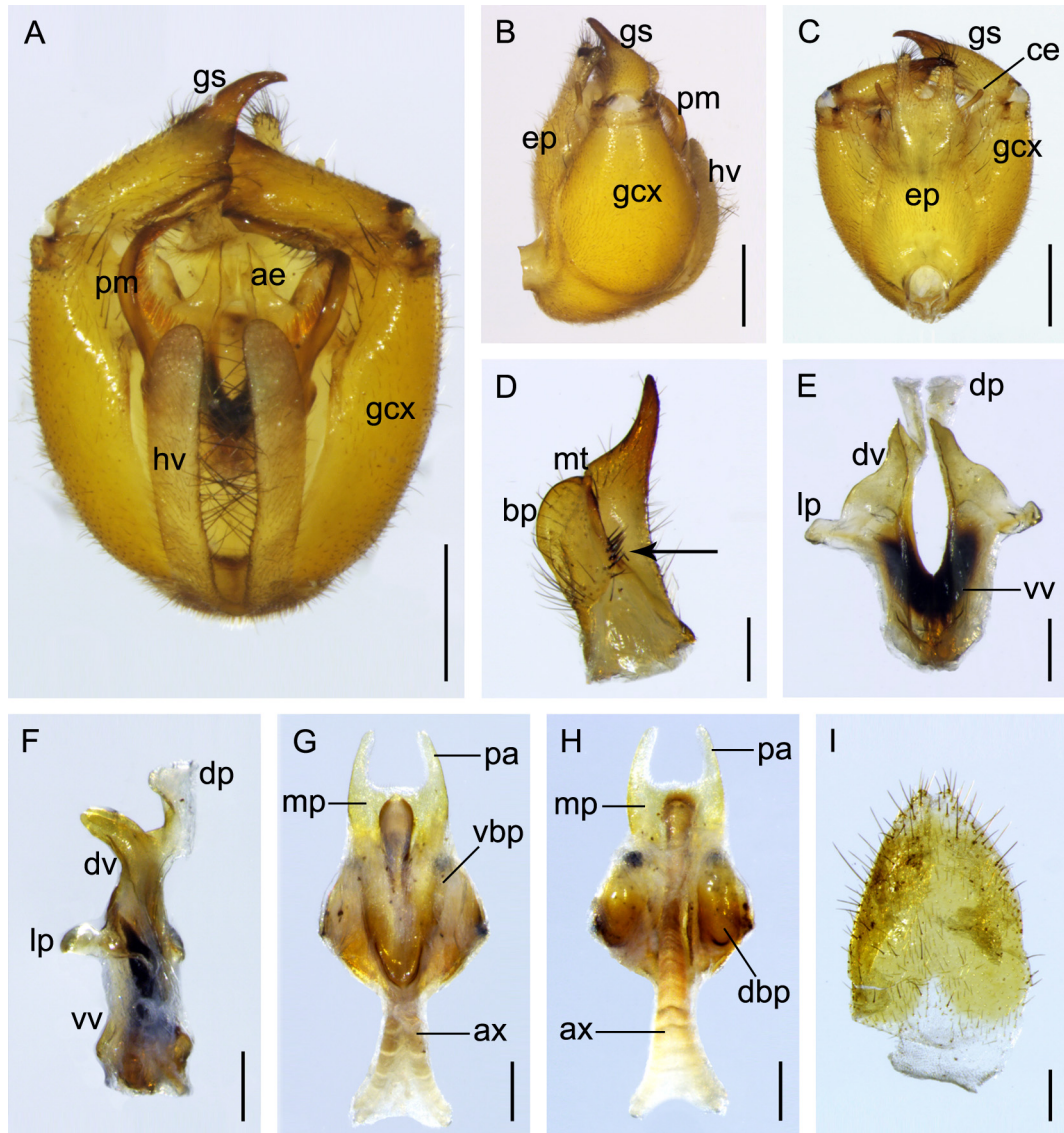 A
gs
pm
ae
hv
gcx
B
gs
ep
pm
hv
gcx
C
gs
ce
gcx
ep
D
mt
bp
E
dp
dv
lp
vv
F
dp
dv
lp
vv
G
pa
mp
vbp
ax
H
pa
mp
dbp
ax
I